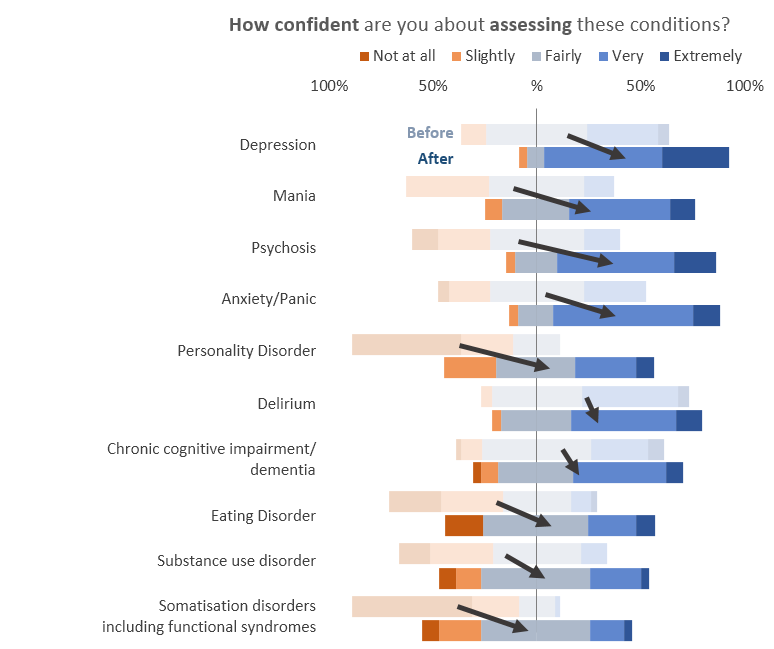 How confident are you about assessing these conditions?
Not at all Slightly Fairly Very Extremely
100% 50% % 50% 100%
Before
Depression
After
Mania
Psychosis
Anxiety/Panic
Personality Disorder
Delirium
Chronic cognitive impairment/
dementia
Eating Disorder
Substance use disorder
Somatisation disorders
including functional syndromes